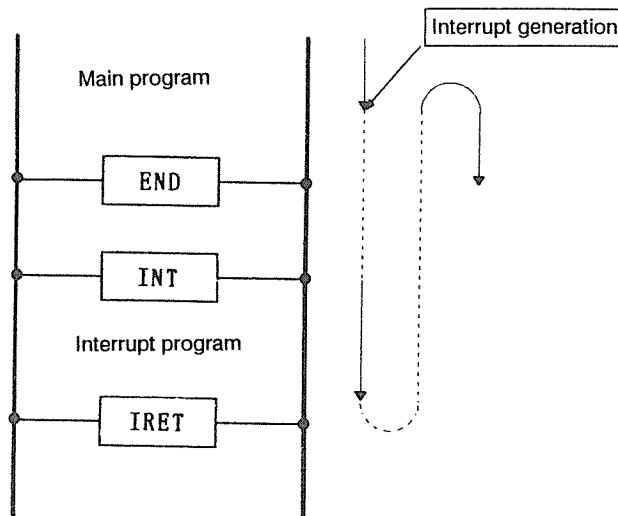 Interrupt generation
Main program
END
INT
Interrupt program
IRET